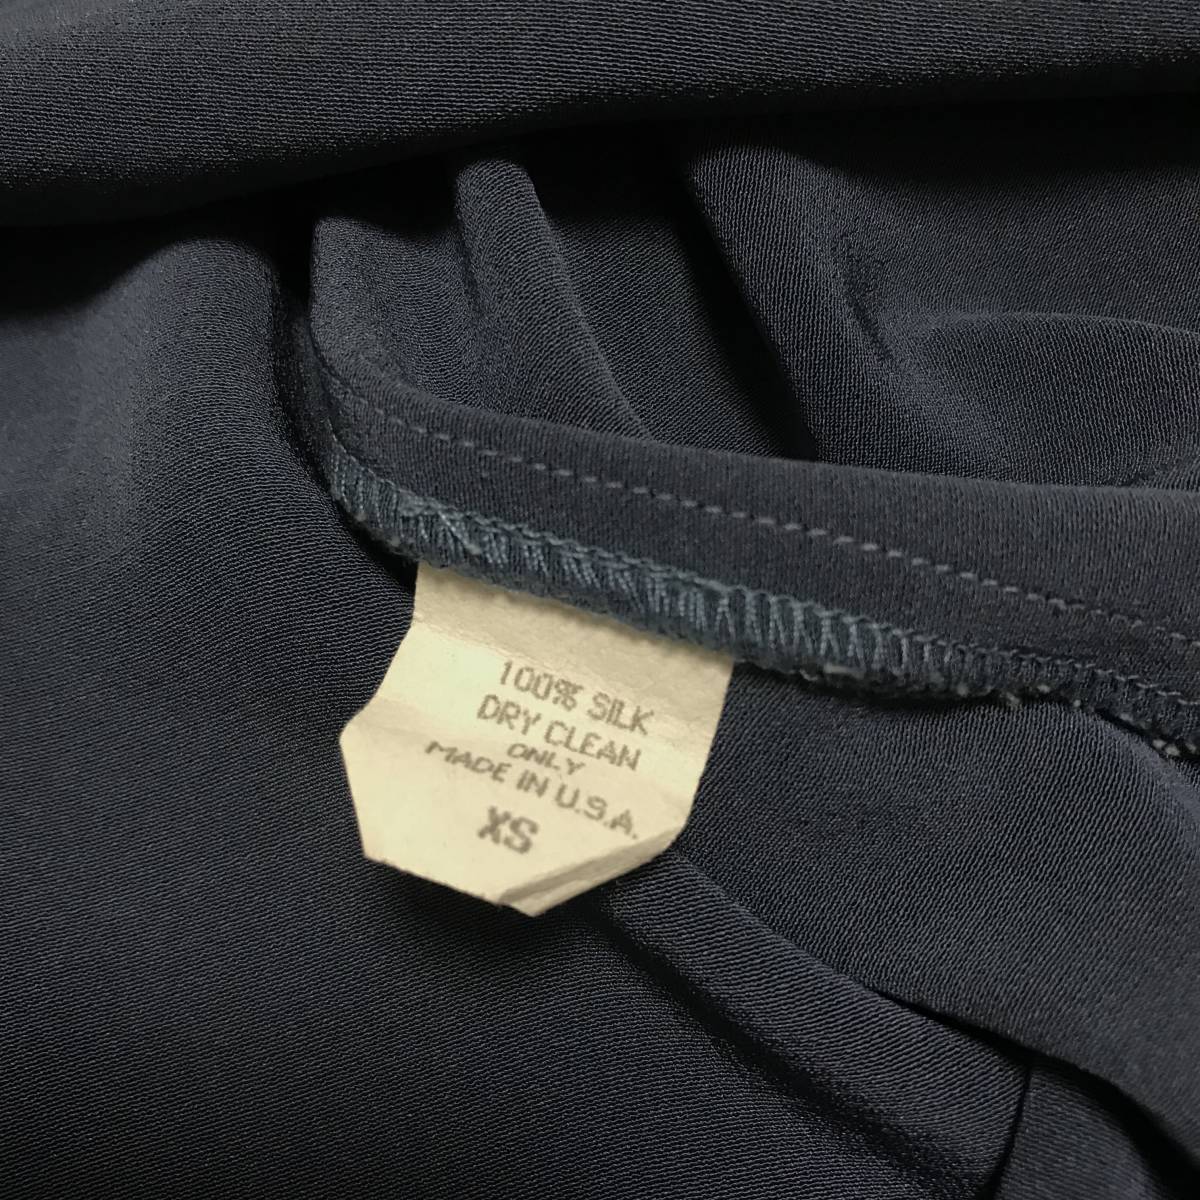 100% SILK
DRY CLEAN
ONLY
MADE IN U.S.A.
XS